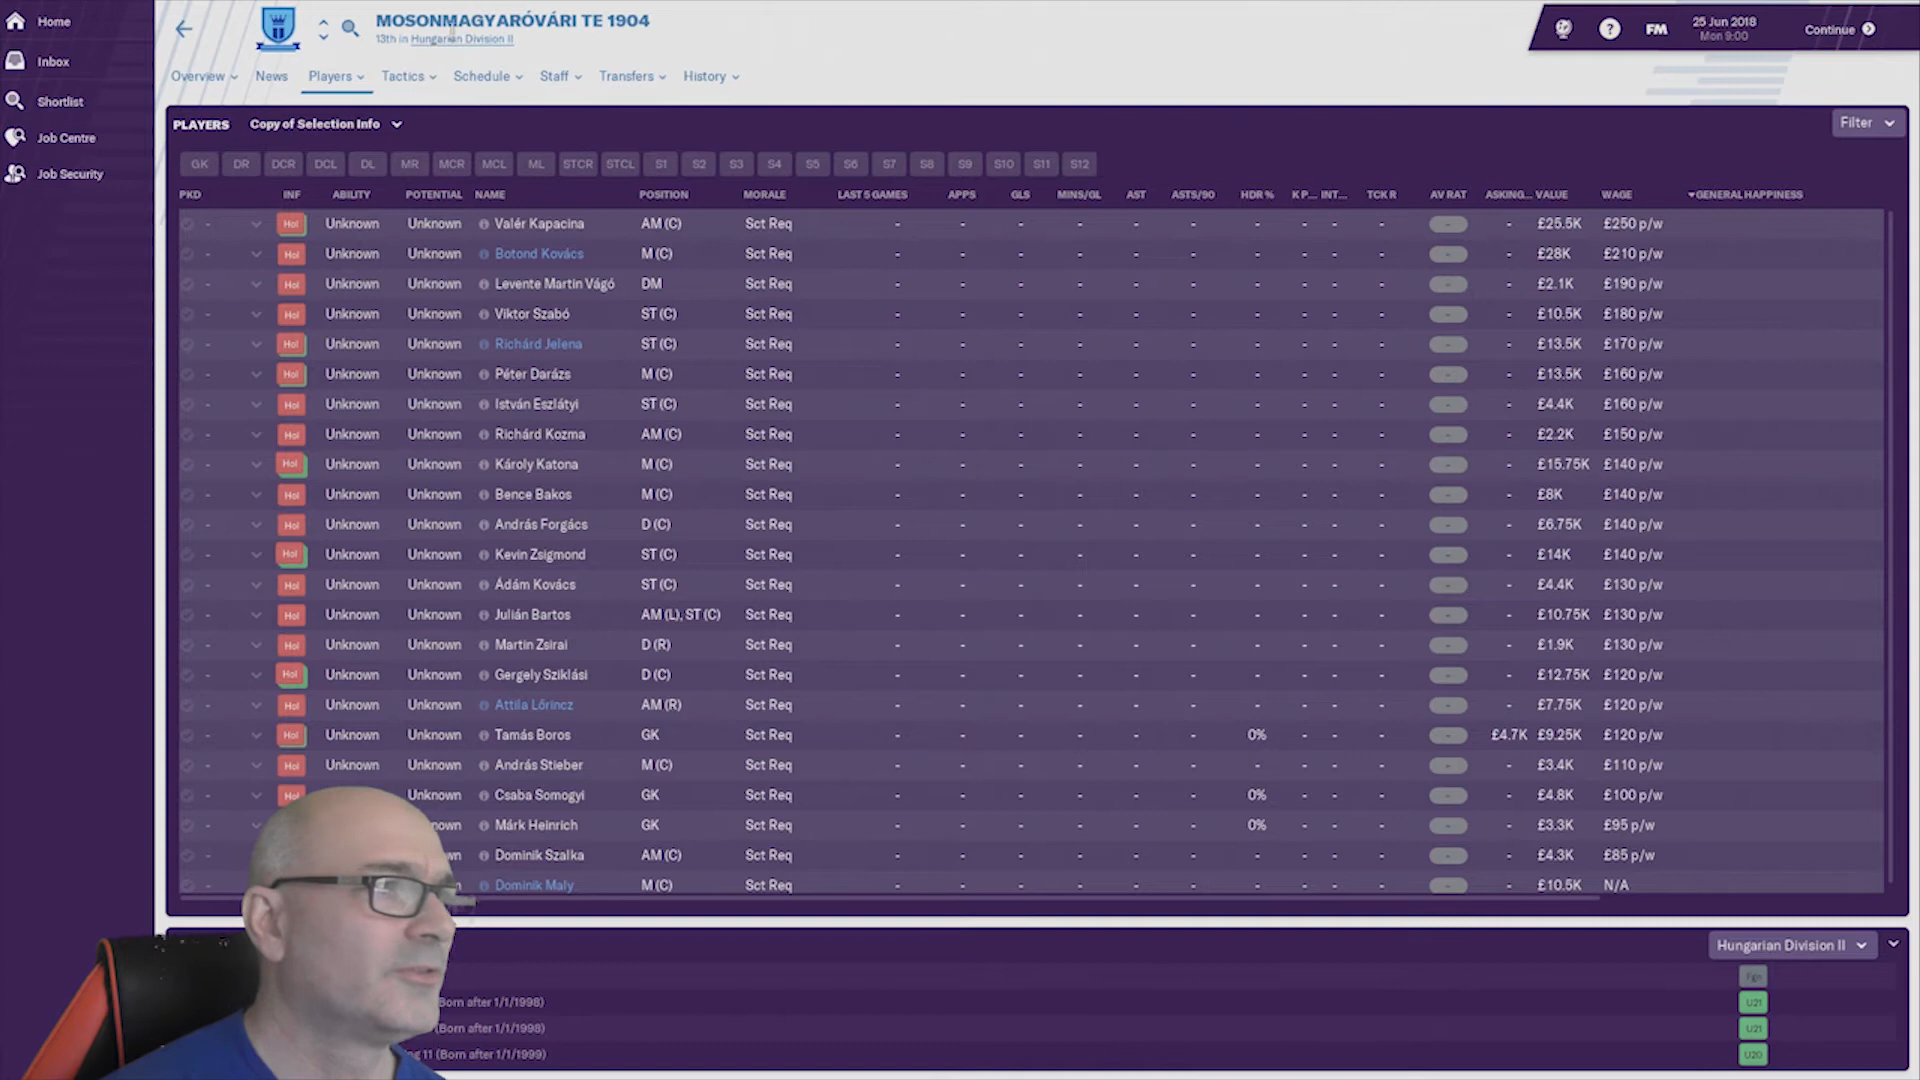 Home
Inbox
Shortlist
Job Centre
Job Security
MOSONMAGYARÓVÁRI TE 1904
13th in Hungarian Division II
FM
25 Jun 2018
Mon 9:00
Continue
Overview News Players Tactics Schedule Staff Transfers History
PLAYERS Copy of Selection Info Filter
GK DR DCR DCL DL MR MCR MCL ML STCR STCL S1 S2 S3 S4 S5 S6 S7 S8 S9 S10 S11 S12
PKD INF ABILITY POTENTIAL NAME POSITION MORALE LAST 5 GAMES APPS GLS MINS/GL AST ASTS/90 HDR % K P... INT... TCK R AV RAT ASKING... VALUE WAGE GENERAL HAPPINESS
- Hol Unknown Unknown Valér Kapacina AM (C) Sct Req - - - - - - - - - - - £25.5K £250 p/w
- Hol Unknown Unknown Botond Kovács M (C) Sct Req - - - - - - - - - - - £28K £210 p/w
- Hol Unknown Unknown Levente Martin Vágó DM Sct Req - - - - - - - - - - - £2.1K £190 p/w
- Hol Unknown Unknown Viktor Szabó ST (C) Sct Req - - - - - - - - - - - £10.5K £180 p/w
- Hol Unknown Unknown Richárd Jelena ST (C) Sct Req - - - - - - - - - - - £13.5K £170 p/w
- Hol Unknown Unknown Péter Darázs M (C) Sct Req - - - - - - - - - - - £13.5K £160 p/w
- Hol Unknown Unknown István Eszlátyi ST (C) Sct Req - - - - - - - - - - - £4.4K £160 p/w
- Hol Unknown Unknown Richárd Kozma AM (C) Sct Req - - - - - - - - - - - £2.2K £150 p/w
- Hol Unknown Unknown Károly Katona M (C) Sct Req - - - - - - - - - - - £15.75K £140 p/w
- Hol Unknown Unknown Bence Bakos M (C) Sct Req - - - - - - - - - - - £8K £140 p/w
- Hol Unknown Unknown András Forgács D (C) Sct Req - - - - - - - - - - - £6.75K £140 p/w
- Hol Unknown Unknown Kevin Zsigmond ST (C) Sct Req - - - - - - - - - - - £14K £140 p/w
- Hol Unknown Unknown Ádám Kovács ST (C) Sct Req - - - - - - - - - - - £4.4K £130 p/w
- Hol Unknown Unknown Julián Bartos AM (L), ST (C) Sct Req - - - - - - - - - - - £10.75K £130 p/w
- Hol Unknown Unknown Martin Zsirai D (R) Sct Req - - - - - - - - - - - £1.9K £130 p/w
- Hol Unknown Unknown Gergely Sziklási D (C) Sct Req - - - - - - - - - - - £12.75K £120 p/w
- Hol Unknown Unknown Attila Lőrincz AM (R) Sct Req - - - - - - - - - - - £7.75K £120 p/w
- Hol Unknown Unknown Tamás Boros GK Sct Req - - - - - 0% - - - - £4.7K £9.25K £120 p/w
- Hol Unknown Unknown András Stieber M (C) Sct Req - - - - - - - - - - - £3.4K £110 p/w
- Hol Unknown Csaba Somogyi GK Sct Req - - - - - 0% - - - - - £4.8K £100 p/w
- nown Márk Heinrich GK Sct Req - - - - - 0% - - - - - £3.3K £95 p/w
- wn Dominik Szalka AM (C) Sct Req - - - - - - - - - - - £4.3K £85 p/w
- n Dominik Maly M (C) Sct Req - - - - - - - - - - - £10.5K N/A
Hungarian Division II
Fgn
Born after 1/1/1998) U21
(Born after 1/1/1998) U21
ng 11 (Born after 1/1/1999) U20